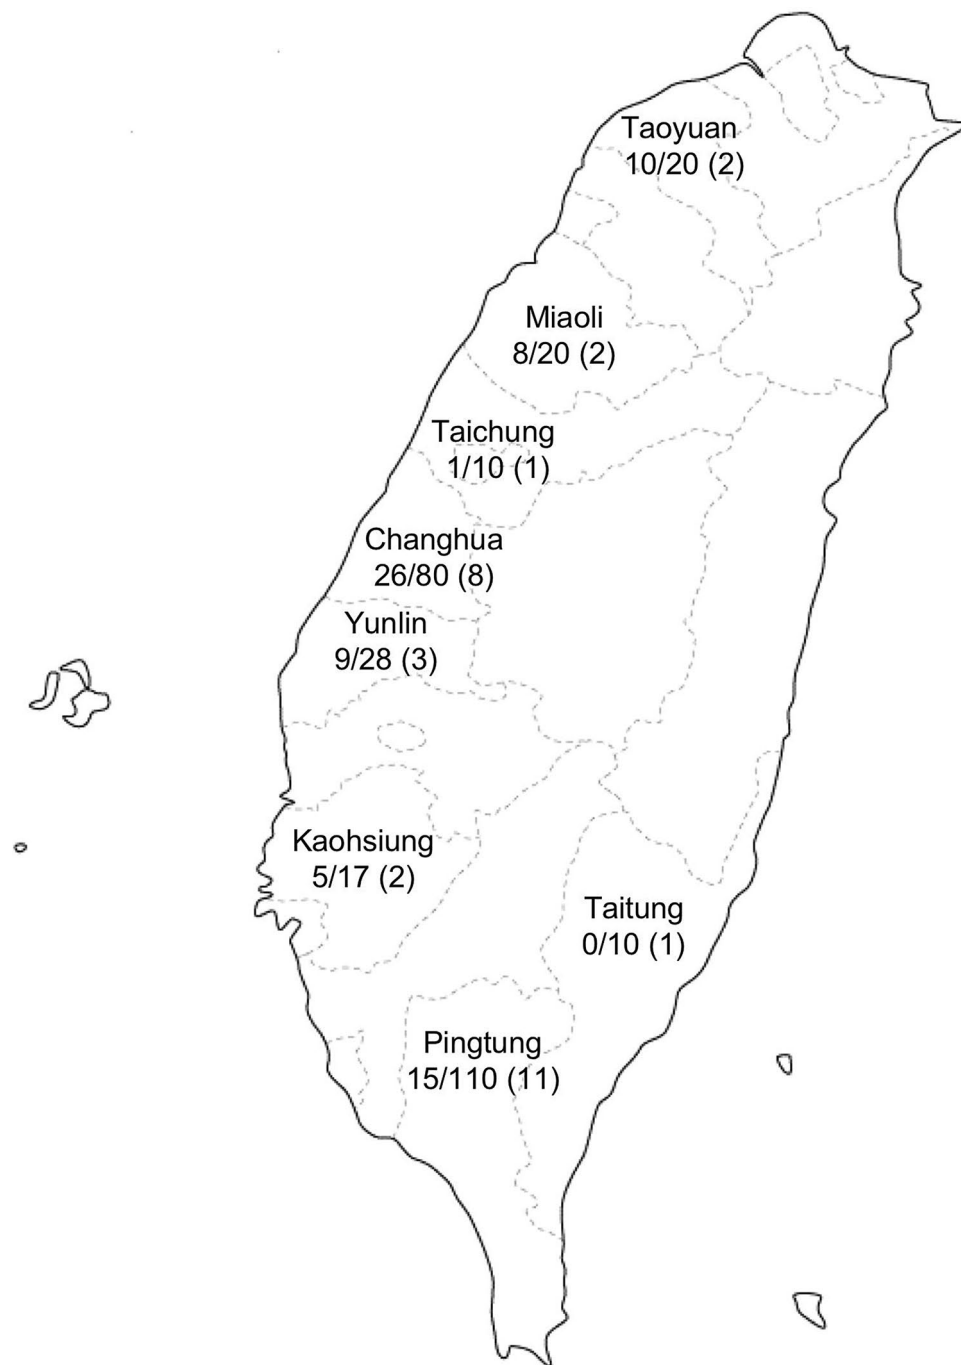 Taoyuan
10/20 (2)
Miaoli
8/20 (2)
Taichung
1/10 (1)
Changhua
26/80 (8)
Yunlin
9/28 (3)
Kaohsiung
5/17 (2)
Taitung
0/10 (1)
Pingtung
15/110 (11)